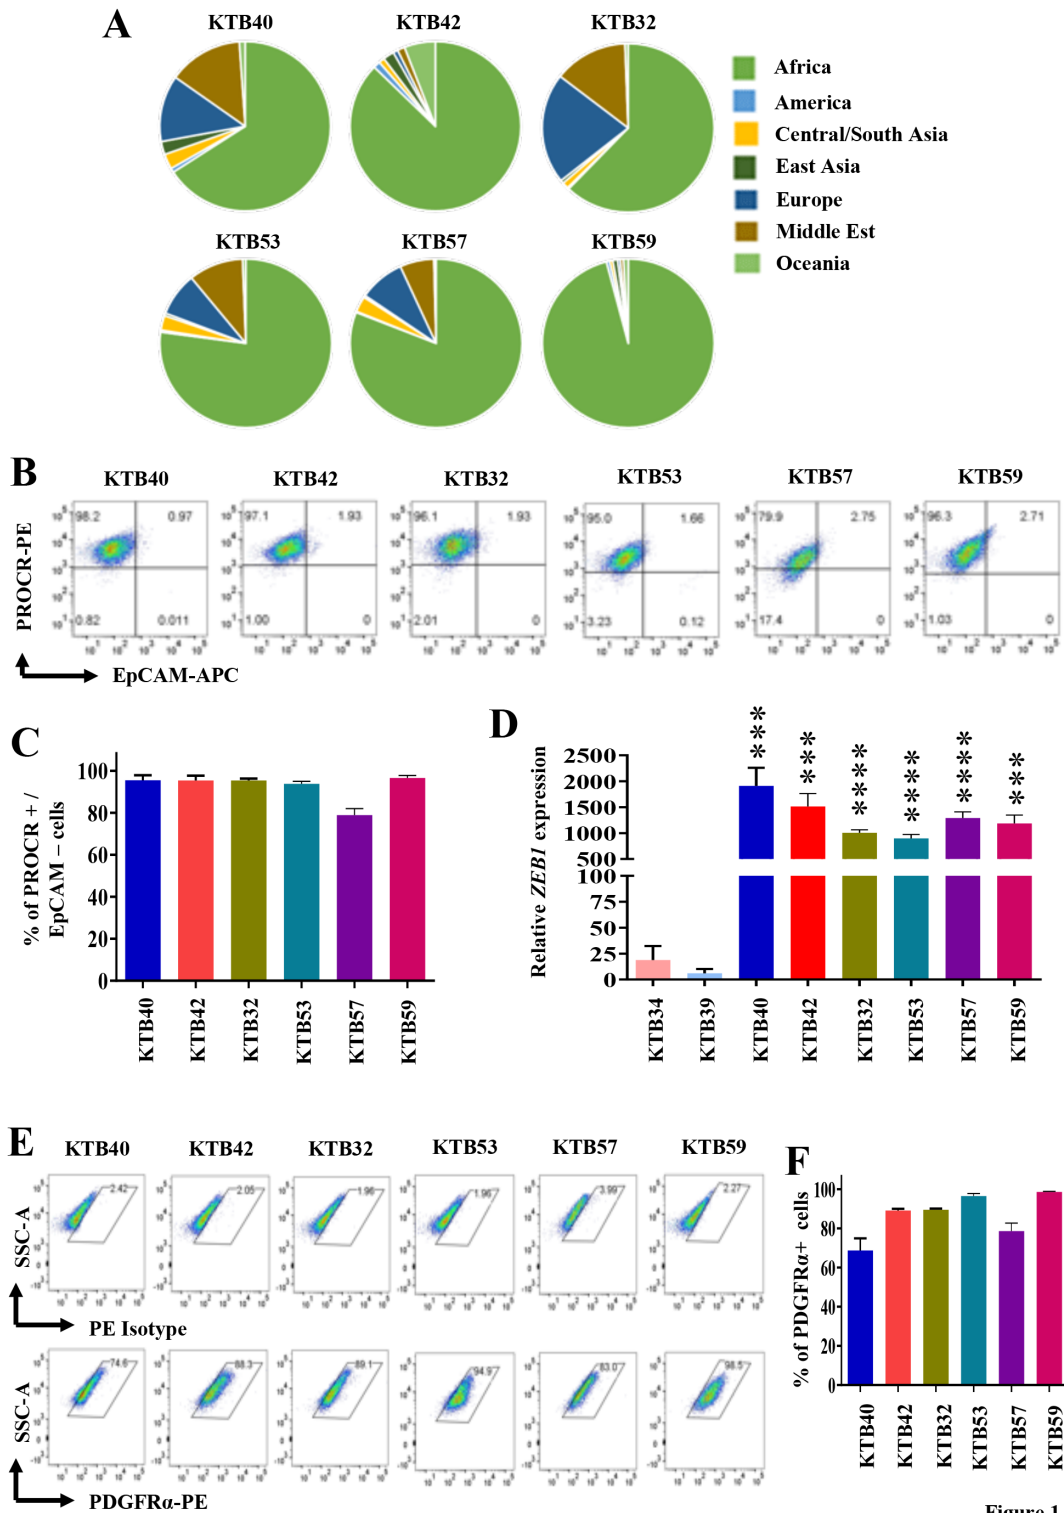 A
KTB40 KTB42 KTB32
Africa
America
Central/South Asia
East Asia
Europe
Middle Est
Oceania
KTB53 KTB57 KTB59
B
KTB40 KTB42 KTB32 KTB53 KTB57 KTB59
PROCR-PE
98.2 0.97 0.82 0.011
97.1 1.93 1.00 0
96.1 1.93 2.01 0
95.0 1.66 3.23 0.12
79.9 2.75 17.4 0
96.3 2.71 1.03 0
EpCAM-APC
C
% of PROCR + /
EpCAM – cells
100
80
60
40
20
0
KTB40 KTB42 KTB32 KTB53 KTB57 KTB59
D
Relative ZEB1 expression
2500
2000
1500
1000
500
100
75
50
25
0
*** *** **** **** **** ***
KTB34 KTB39 KTB40 KTB42 KTB32 KTB53 KTB57 KTB59
E
KTB40 KTB42 KTB32 KTB53 KTB57 KTB59
SSC-A
2.42 2.05 1.96 1.96 3.99 2.27
PE Isotype
SSC-A
74.6 88.3 89.1 94.9 83.0 98.5
PDGFRα-PE
F
% of PDGFRα+ cells
100
80
60
40
20
0
KTB40 KTB42 KTB32 KTB53 KTB57 KTB59
Figure 1